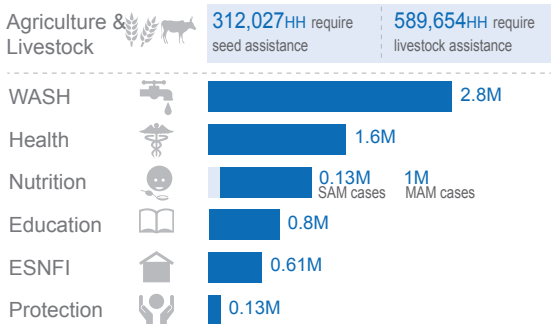 Agriculture & Livestock
312,027HH require seed assistance
589,654HH require livestock assistance
WASH 2.8M
Health 1.6M
Nutrition 0.13M SAM cases 1M MAM cases
Education 0.8M
ESNFI 0.61M
Protection 0.13M